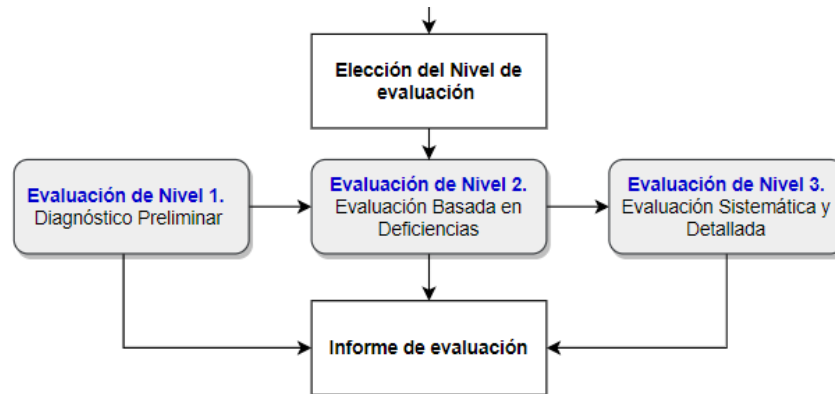 Elección del Nivel de
evaluación
Evaluación de Nivel 1.
Diagnóstico Preliminar
Evaluación de Nivel 2.
Evaluación Basada en
Deficiencias
Evaluación de Nivel 3.
Evaluación Sistemática y
Detallada
Informe de evaluación